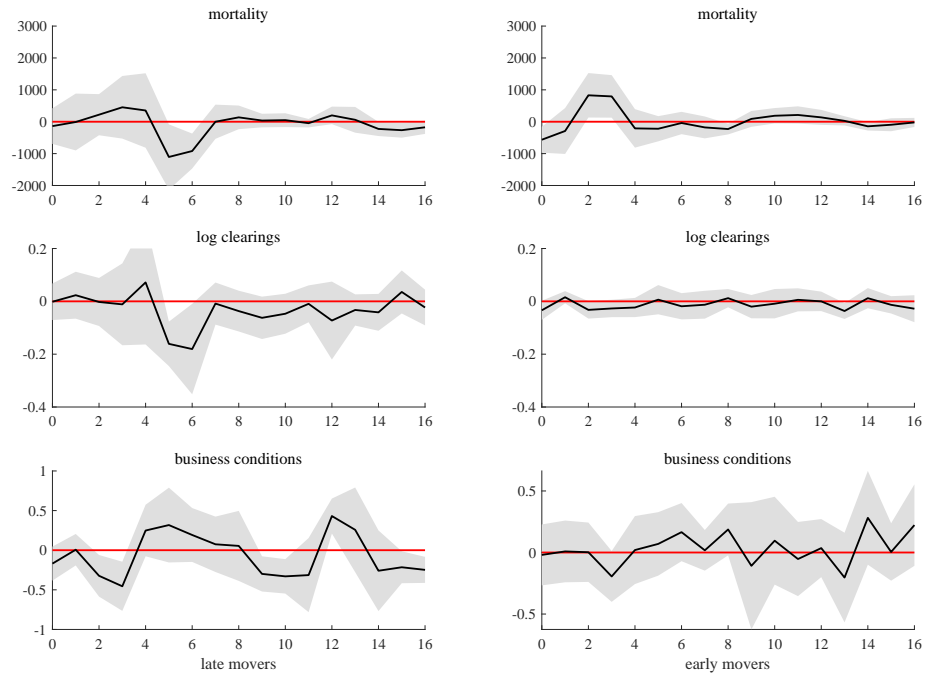 mortality
3000
2000
1000
0
-1000
-2000
0 2 4 6 8 10 12 14 16
mortality
3000
2000
1000
0
-1000
-2000
0 2 4 6 8 10 12 14 16
log clearings
0.2
0
-0.2
-0.4
0 2 4 6 8 10 12 14 16
log clearings
0.2
0
-0.2
-0.4
0 2 4 6 8 10 12 14 16
business conditions
1
0.5
0
-0.5
-1
0 2 4 6 8 10 12 14 16
late movers
business conditions
0.5
0
-0.5
0 2 4 6 8 10 12 14 16
early movers